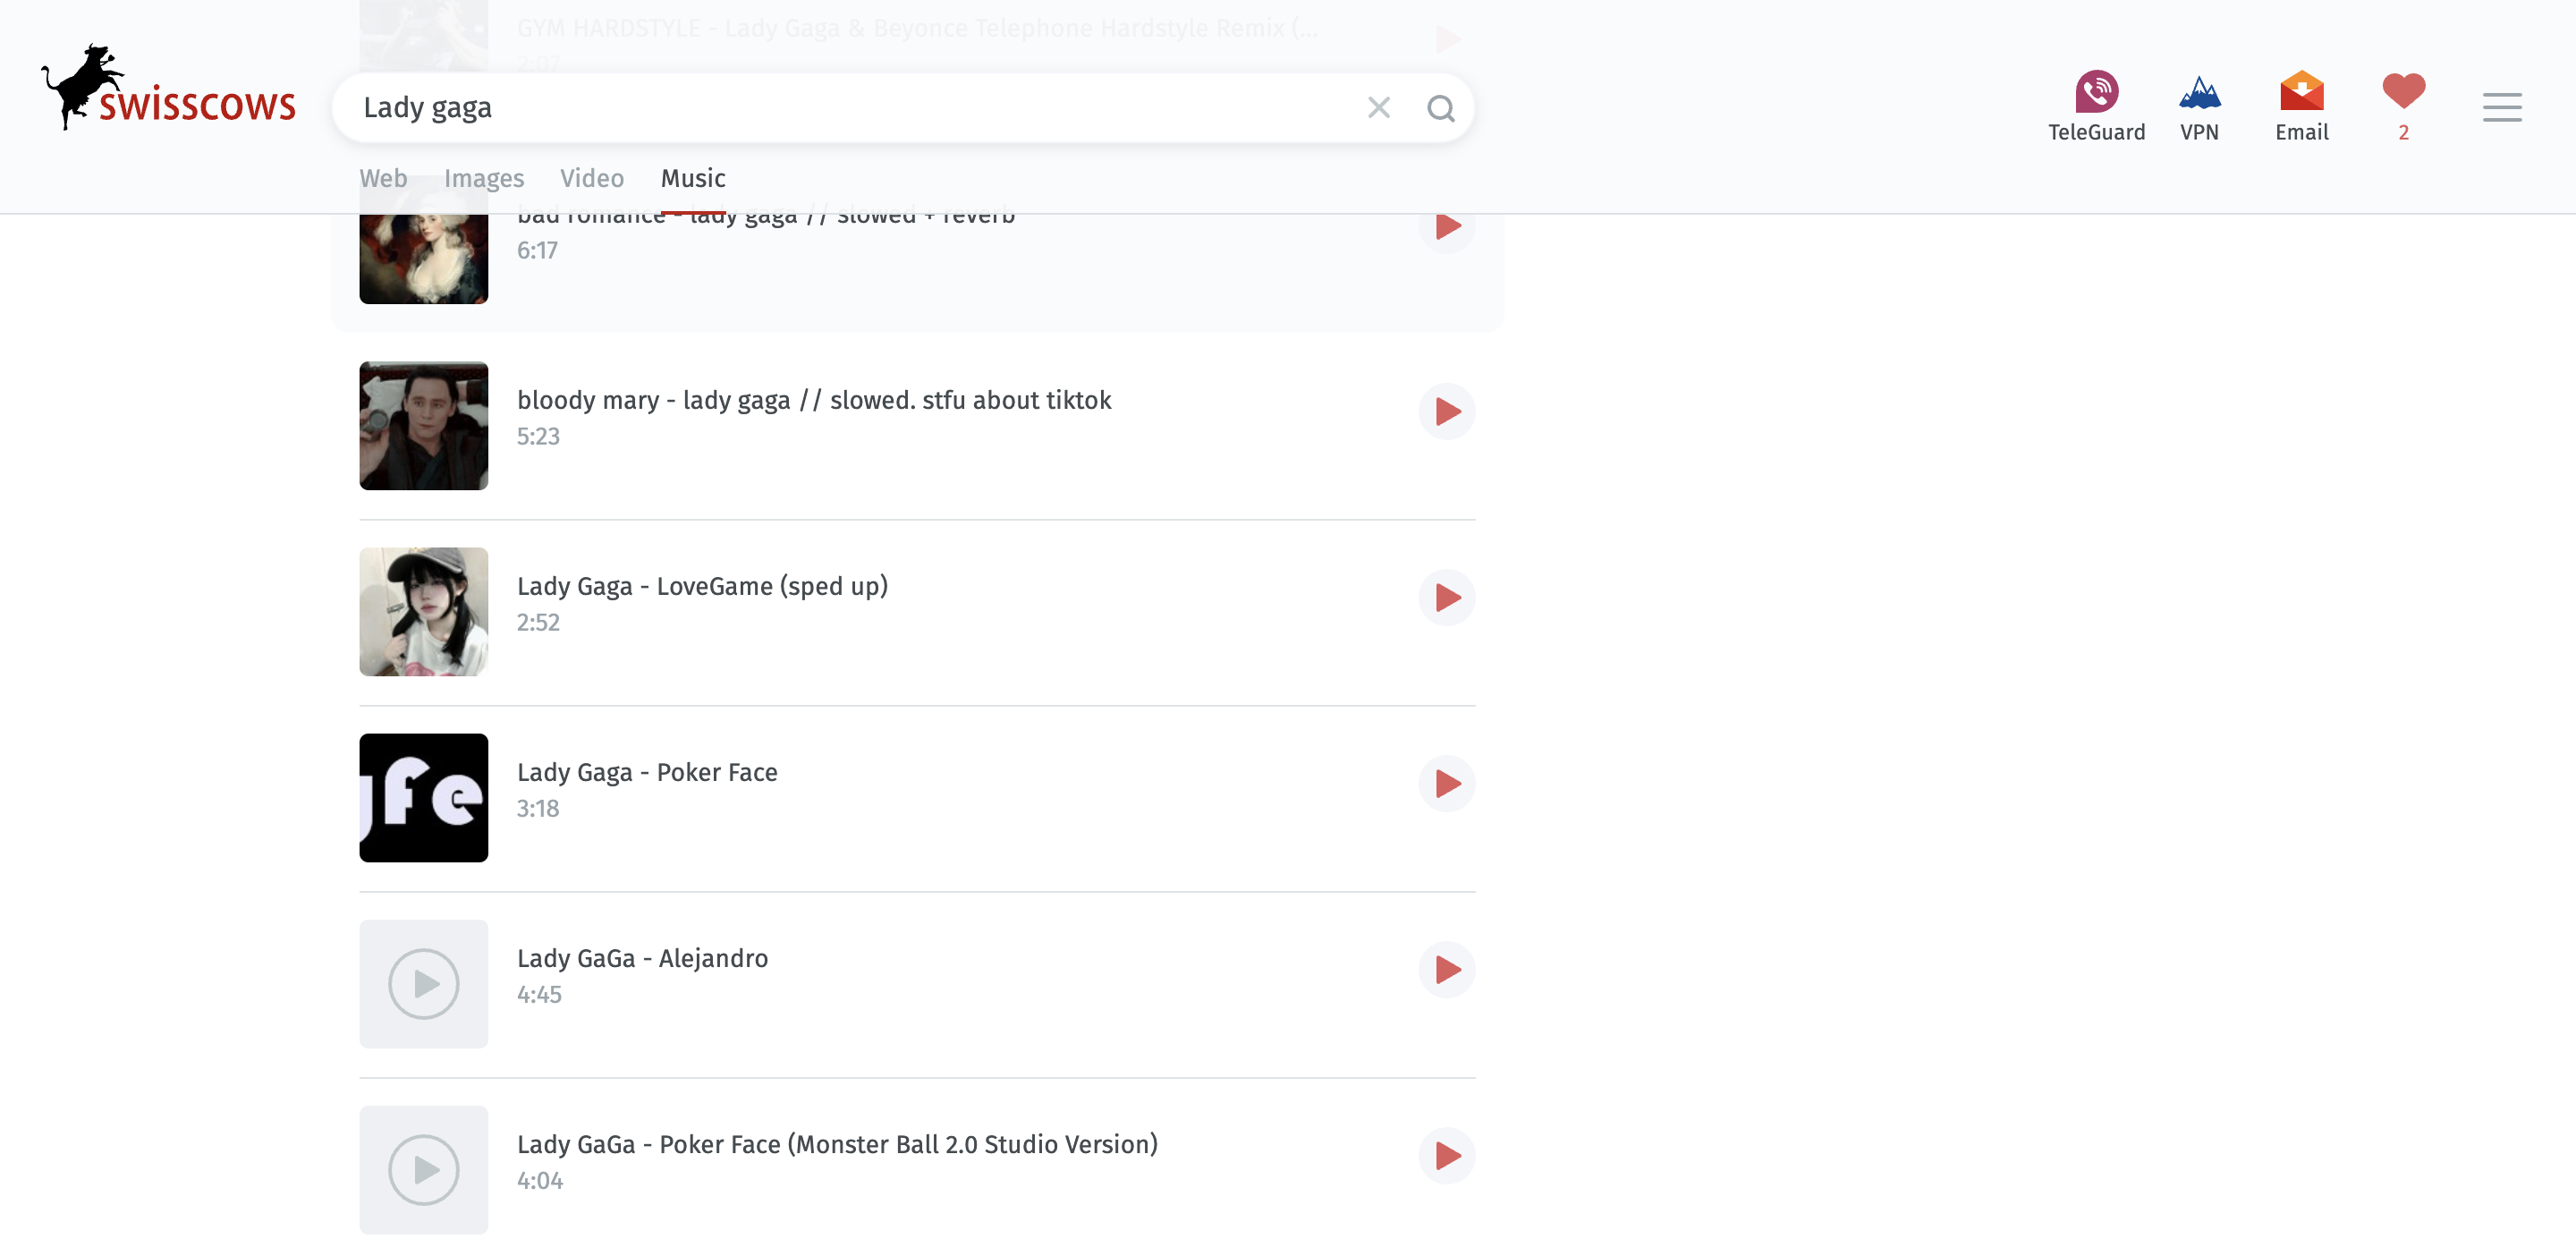 GYM HARDSTYLE - Lady Gaga & Beyonce Telephone Hardstyle Remix (...
2:07
swisscows
Lady gaga
TeleGuard
VPN
Email
2
Web
Images
Video
Music
bad romance - lady gaga // slowed + reverb
6:17
bloody mary - lady gaga // slowed. stfu about tiktok
5:23
Lady Gaga - LoveGame (sped up)
2:52
yfe
Lady Gaga - Poker Face
3:18
Lady GaGa - Alejandro
4:45
Lady GaGa - Poker Face (Monster Ball 2.0 Studio Version)
4:04